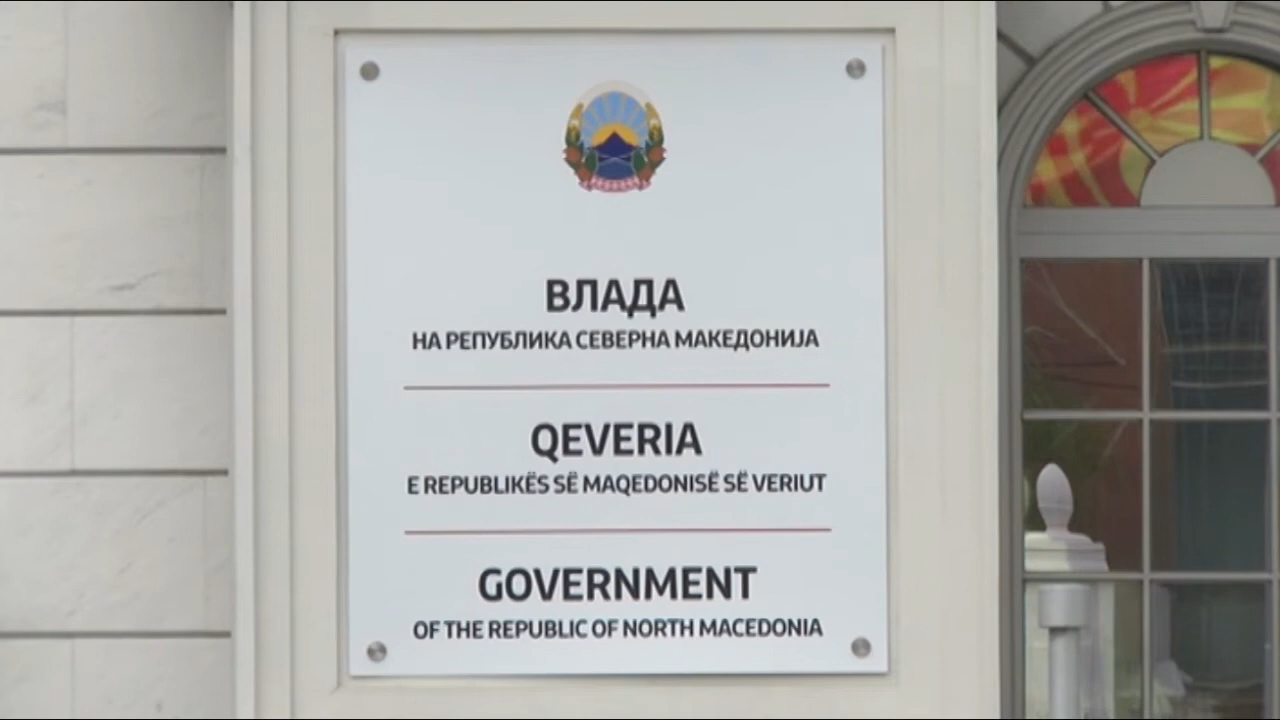 ВЛАДА
НА РЕПУБЛИКА СЕВЕРНА МАКЕДОНИЈА
QEVERIA
E REPUBLIKËS SË MAQEDONISË SË VERIUT
GOVERNMENT
OF THE REPUBLIC OF NORTH MACEDONIA